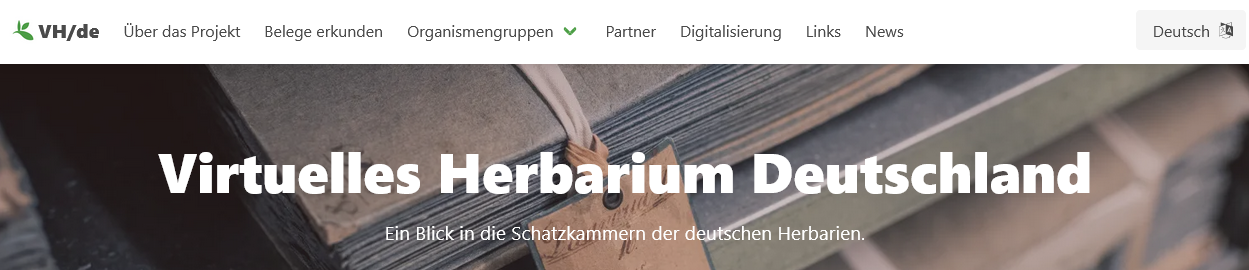 VH/de Über das Projekt Belege erkunden Organismengruppen Partner Digitalisierung Links News Deutsch
Virtuelles Herbarium Deutschland
Ein Blick in die Schatzkammern der deutschen Herbarien.